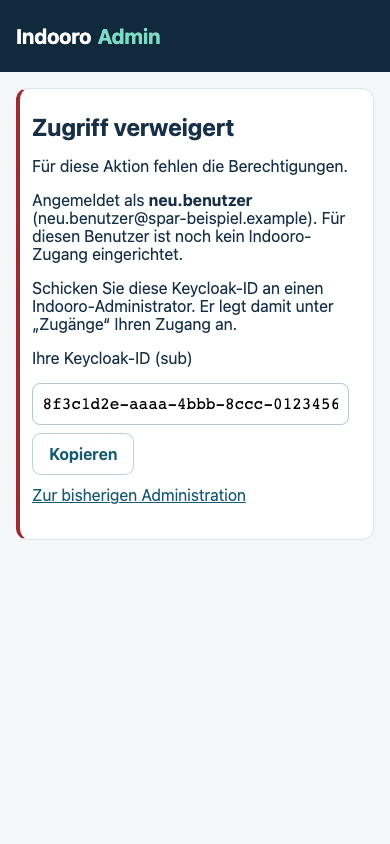 Indooro Admin
Zugriff verweigert
Für diese Aktion fehlen die Berechtigungen.
Angemeldet als neu.benutzer
(neu.benutzer@spar-beispiel.example). Für
diesen Benutzer ist noch kein Indooro-
Zugang eingerichtet.
Schicken Sie diese Keycloak-ID an einen
Indooro-Administrator. Er legt damit unter
„Zugänge“ Ihren Zugang an.
Ihre Keycloak-ID (sub)
8f3c1d2e-aaaa-4bbb-8ccc-0123456
Kopieren
Zur bisherigen Administration